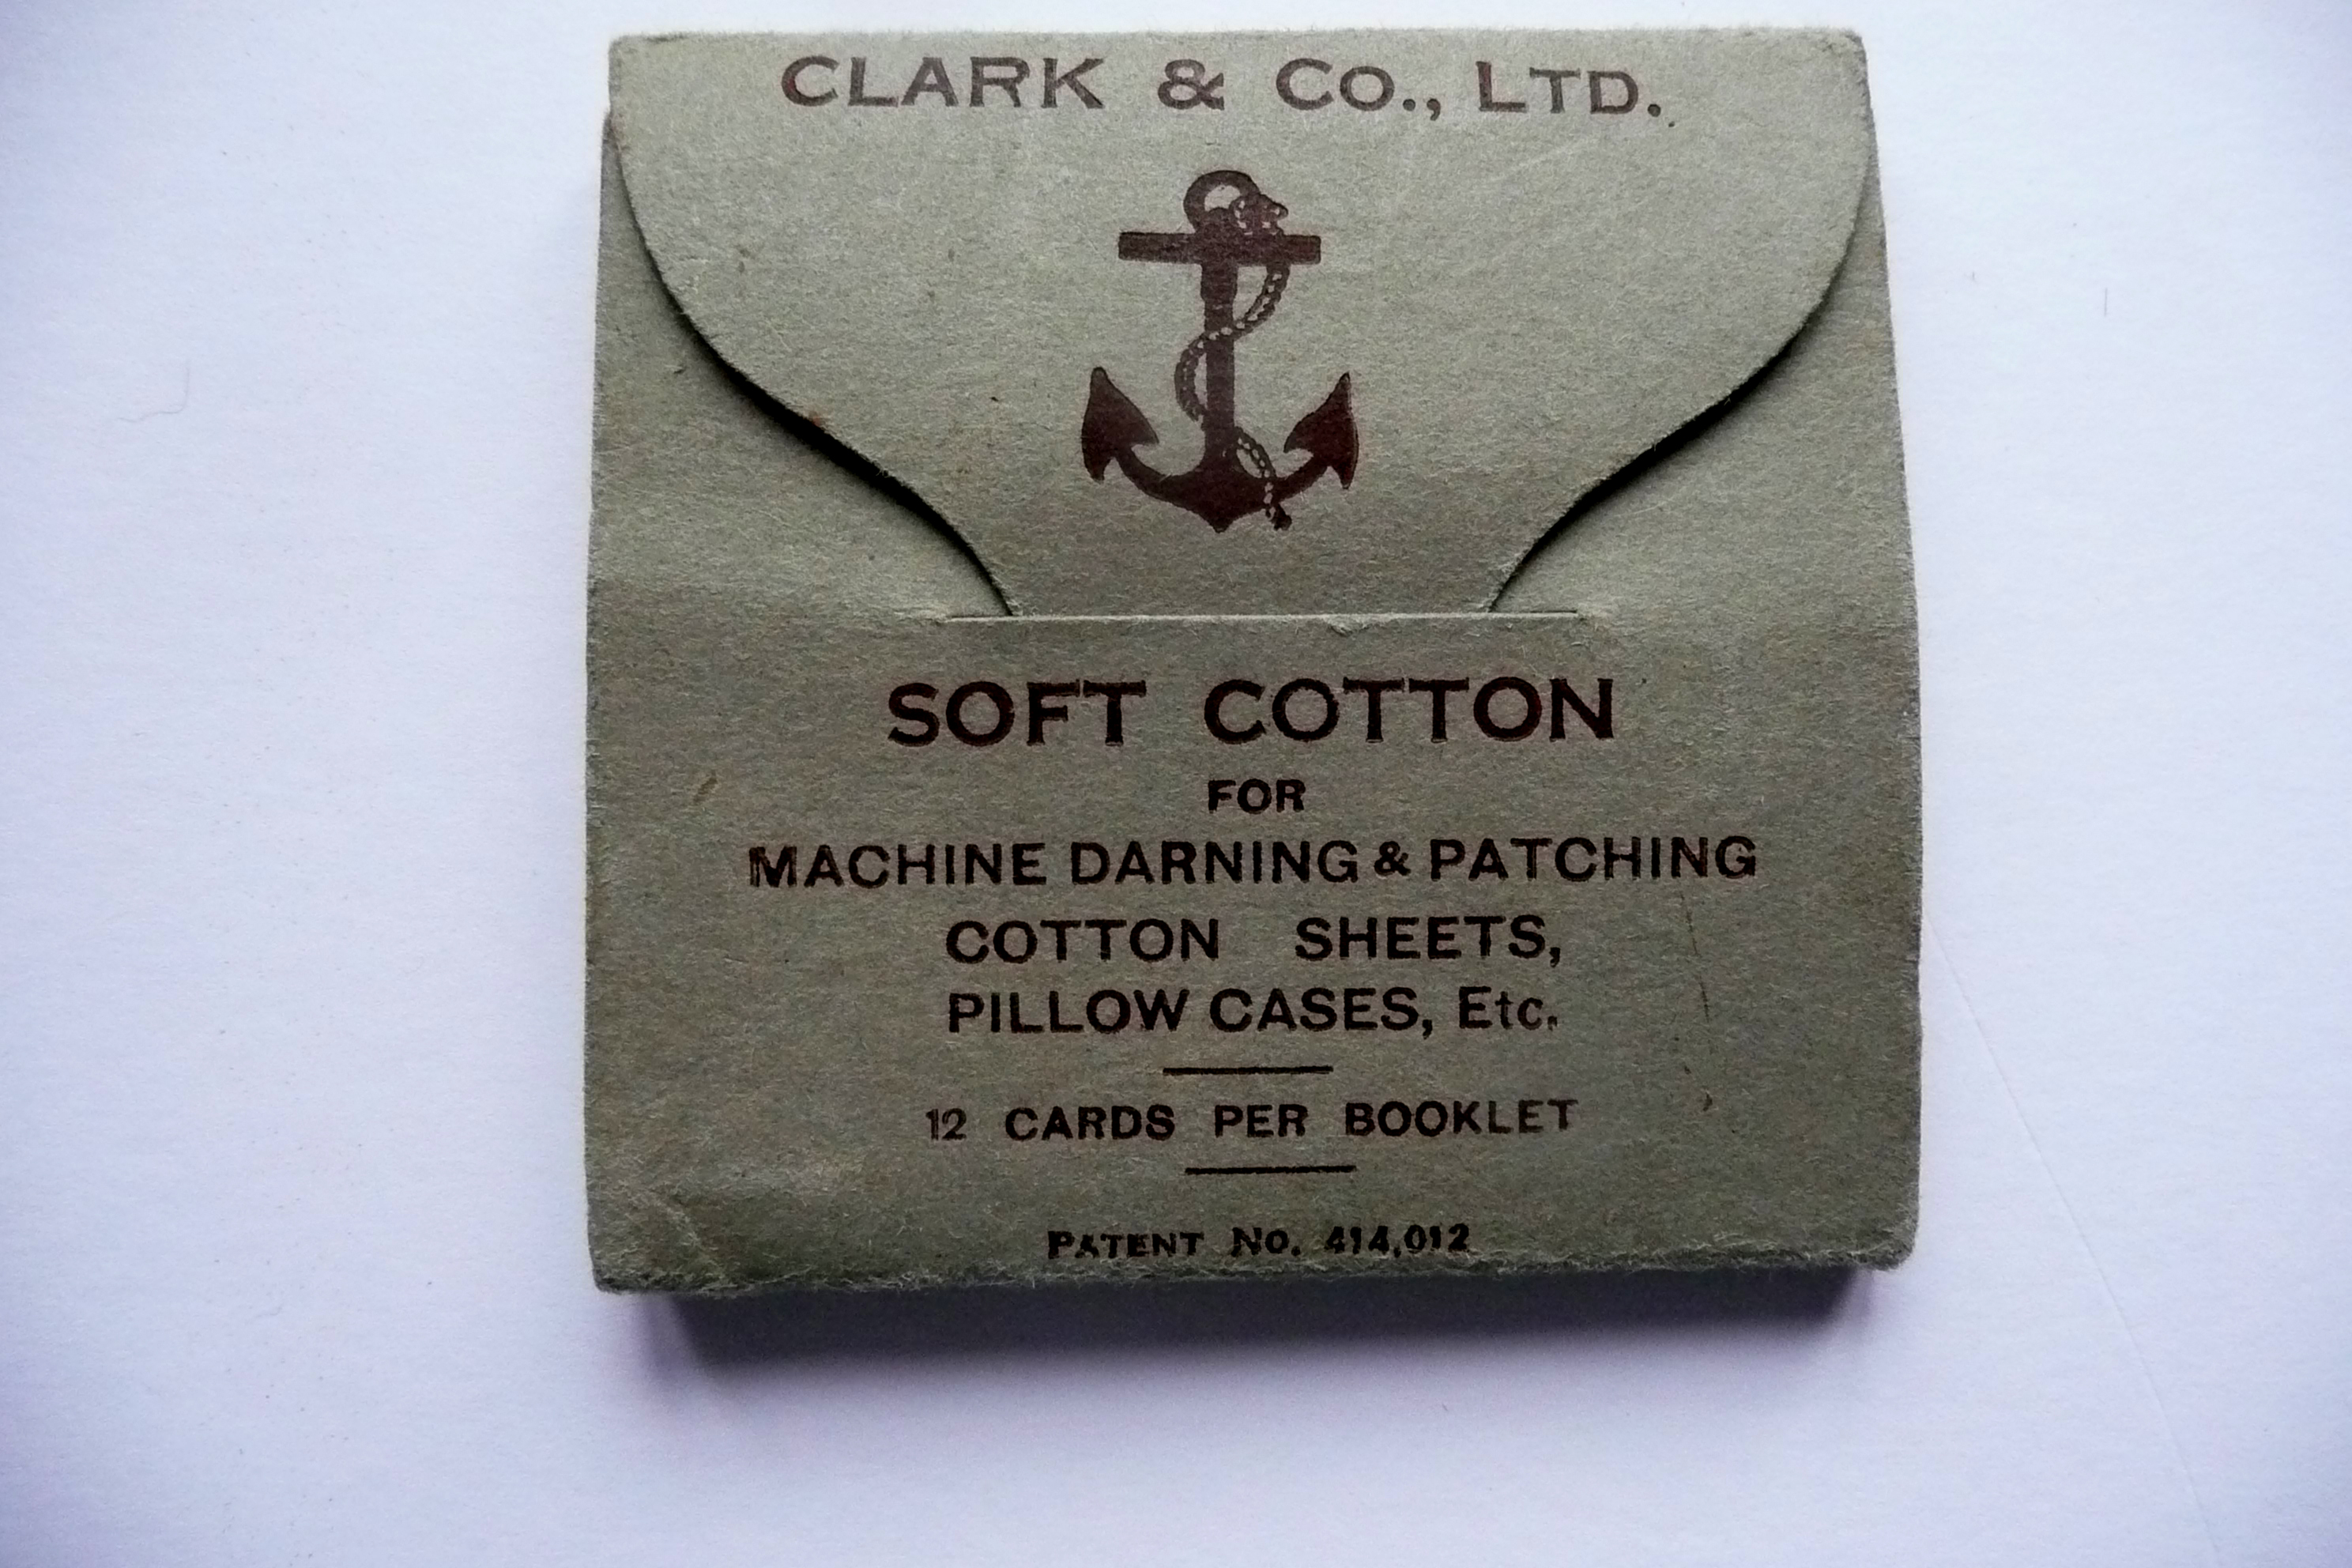 CLARK & CO., LTD.
SOFT COTTON
FOR
MACHINE DARNING & PATCHING
COTTON SHEETS,
PILLOW CASES, Etc.
12 CARDS PER BOOKLET
PATENT NO. 414,012